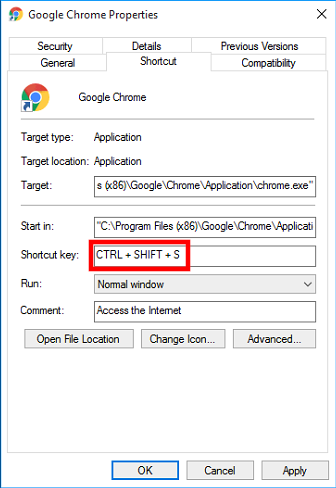 Google Chrome Properties
Security Details Previous Versions
General Shortcut Compatibility
Google Chrome
Target type: Application
Target location: Application
Target: s (x86)\Google\Chrome\Application\chrome.exe"
Start in: "C:\Program Files (x86)\Google\Chrome\Applicati
Shortcut key: CTRL + SHIFT + S
Run: Normal window
Comment: Access the Internet
Open File Location Change Icon... Advanced...
OK Cancel Apply